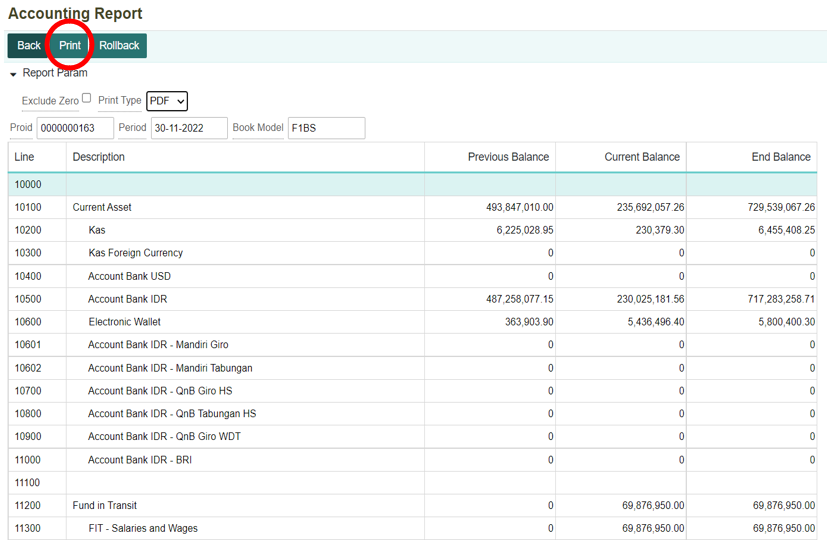 Accounting Report
Back Print Rollback
Report Param
Exclude Zero Print Type PDF
Proid 0000000163 Period 30-11-2022 Book Model F1BS
Line Description Previous Balance Current Balance End Balance
10000
10100 Current Asset 493,847,010.00 235,692,057.26 729,539,067.26
10200 Kas 6,225,028.95 230,379.30 6,455,408.25
10300 Kas Foreign Currency 0 0 0
10400 Account Bank USD 0 0 0
10500 Account Bank IDR 487,258,077.15 230,025,181.56 717,283,258.71
10600 Electronic Wallet 363,903.90 5,436,496.40 5,800,400.30
10601 Account Bank IDR - Mandiri Giro 0 0 0
10602 Account Bank IDR - Mandiri Tabungan 0 0 0
10700 Account Bank IDR - QnB Giro HS 0 0 0
10800 Account Bank IDR - QnB Tabungan HS 0 0 0
10900 Account Bank IDR - QnB Giro WDT 0 0 0
11000 Account Bank IDR - BRI 0 0 0
11100
11200 Fund in Transit 0 69,876,950.00 69,876,950.00
11300 FIT - Salaries and Wages 0 69,876,950.00 69,876,950.00